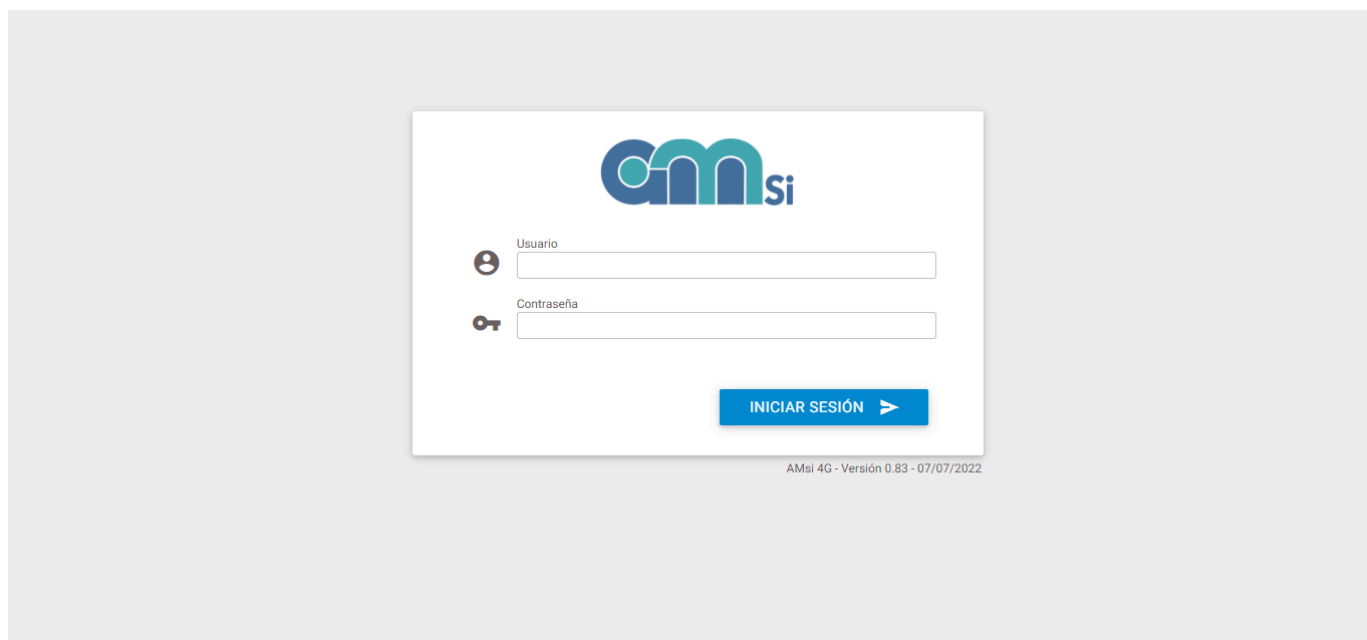 aMSi
Usuario
Contraseña
INICIAR SESIÓN
AMsi 4G - Versión 0.83 - 07/07/2022